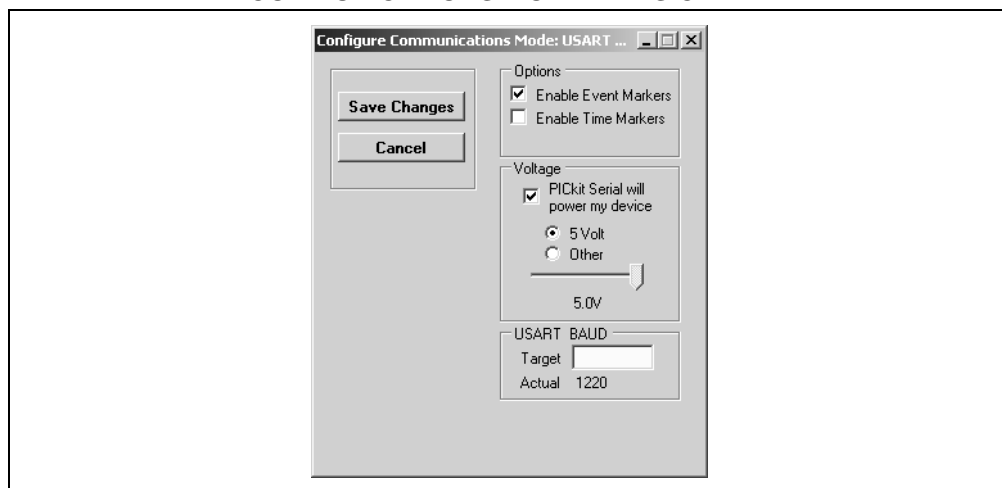 Configure Communications Mode: USART ...
Save Changes
Cancel
Options
Enable Event Markers
Enable Time Markers
Voltage
PICkit Serial will
power my device
5 Volt
Other
5.0V
USART BAUD
Target
Actual 1220